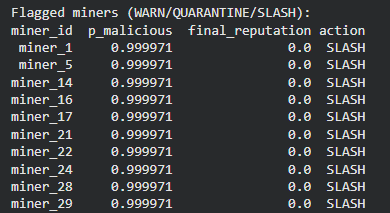 Flagged miners (WARN/QUARANTINE/SLASH):
miner_id p_malicious final_reputation action
miner_1 0.999971 0.0 SLASH
miner_5 0.999971 0.0 SLASH
miner_14 0.999971 0.0 SLASH
miner_16 0.999971 0.0 SLASH
miner_17 0.999971 0.0 SLASH
miner_21 0.999971 0.0 SLASH
miner_22 0.999971 0.0 SLASH
miner_24 0.999971 0.0 SLASH
miner_28 0.999971 0.0 SLASH
miner_29 0.999971 0.0 SLASH